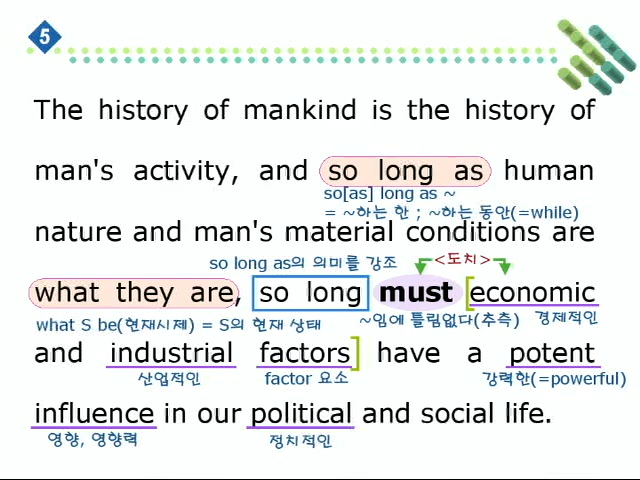 5
The history of mankind is the history of
man's activity, and so long as human
so[as] long as ~
= ~하는 한 ; ~하는 동안(=while)
nature and man's material conditions are
so long as의 의미를 강조 <도치>
what they are, so long must [economic
what S be(현재시제) = S의 현재 상태 ~임에 틀림없다(추측) 경제적인
and industrial factors] have a potent
산업적인 factor 요소 강력한(=powerful)
influence in our political and social life.
영향, 영향력 정치적인